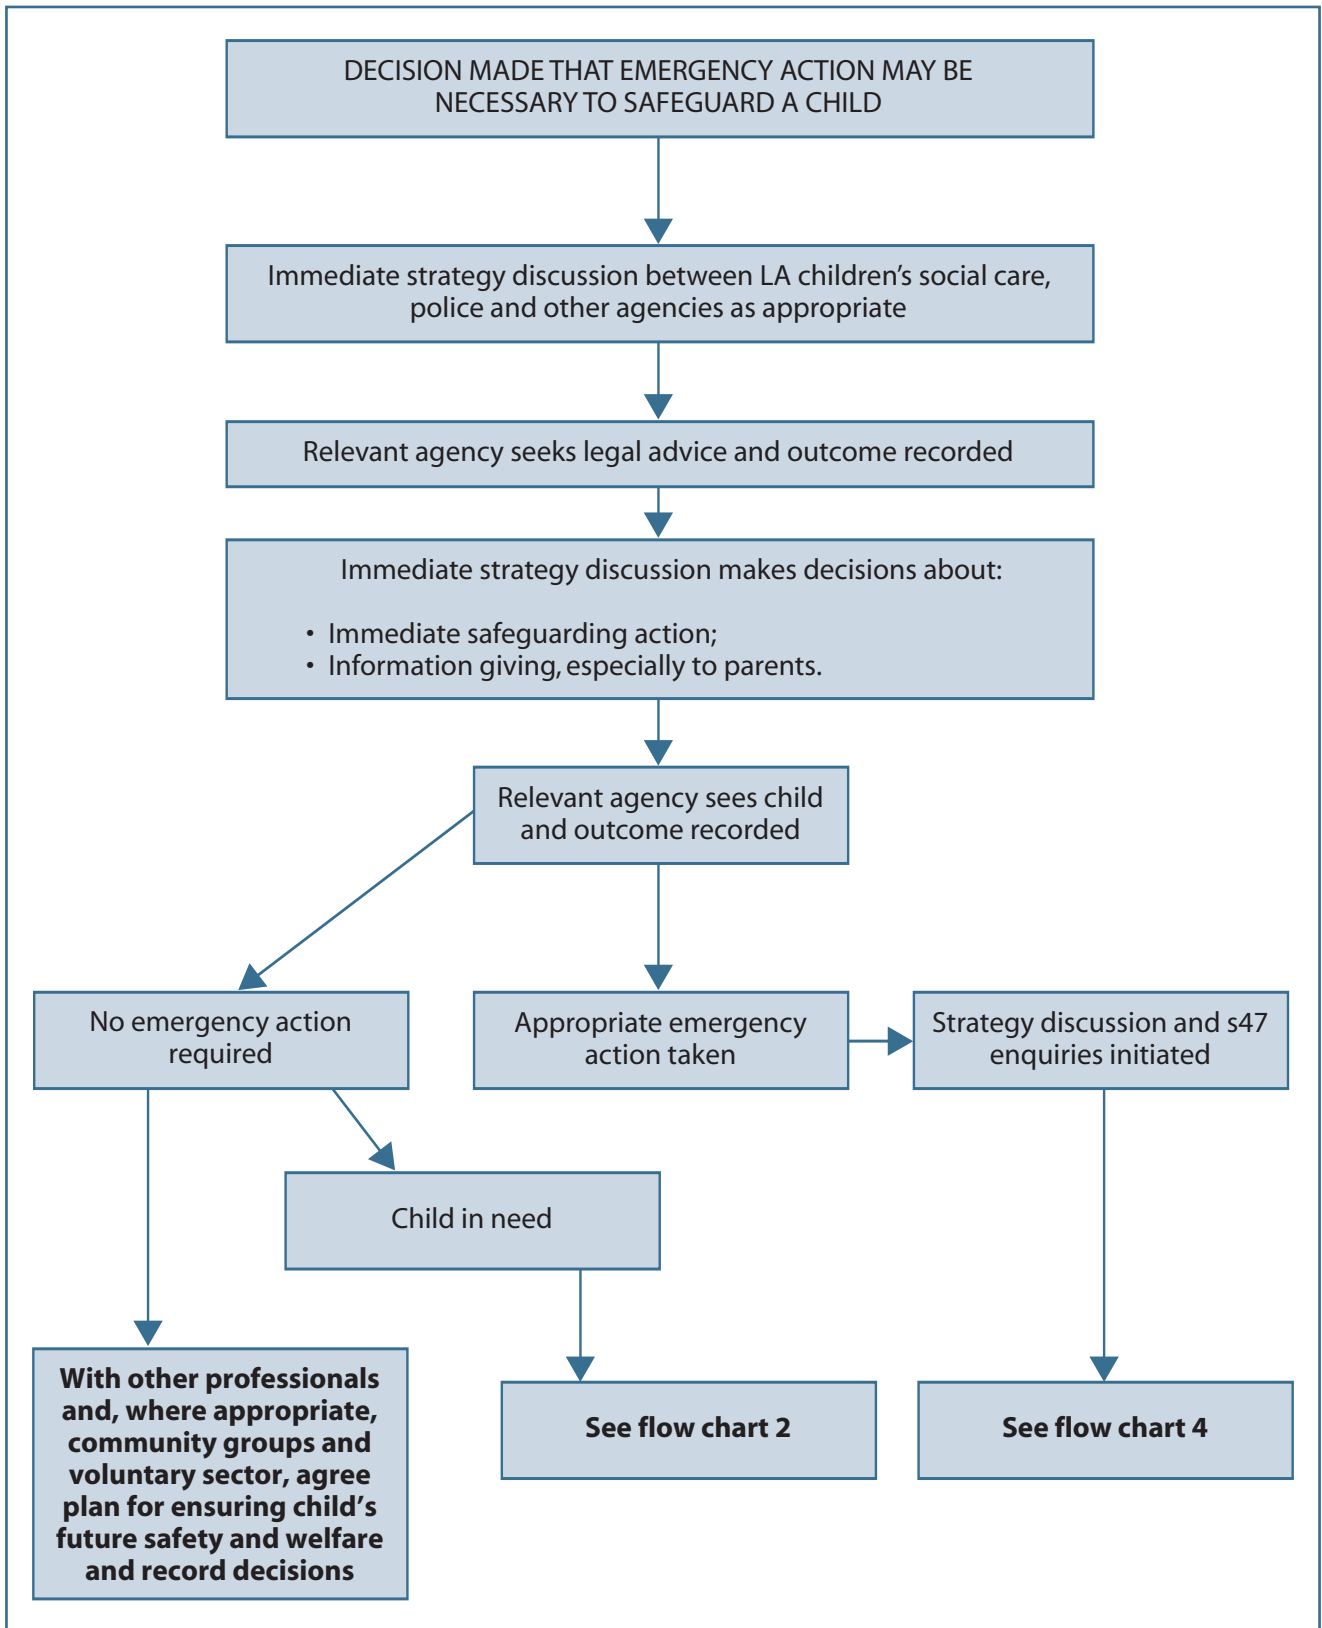 DECISION MADE THAT EMERGENCY ACTION MAY BE
NECESSARY TO SAFEGUARD A CHILD
Immediate strategy discussion between LA children’s social care,
police and other agencies as appropriate
Relevant agency seeks legal advice and outcome recorded
Immediate strategy discussion makes decisions about:
• Immediate safeguarding action;
• Information giving, especially to parents.
Relevant agency sees child
and outcome recorded
No emergency action
required
Appropriate emergency
action taken
Strategy discussion and s47
enquiries initiated
Child in need
With other professionals
and, where appropriate,
community groups and
voluntary sector, agree
plan for ensuring child’s
future safety and welfare
and record decisions
See flow chart 2
See flow chart 4